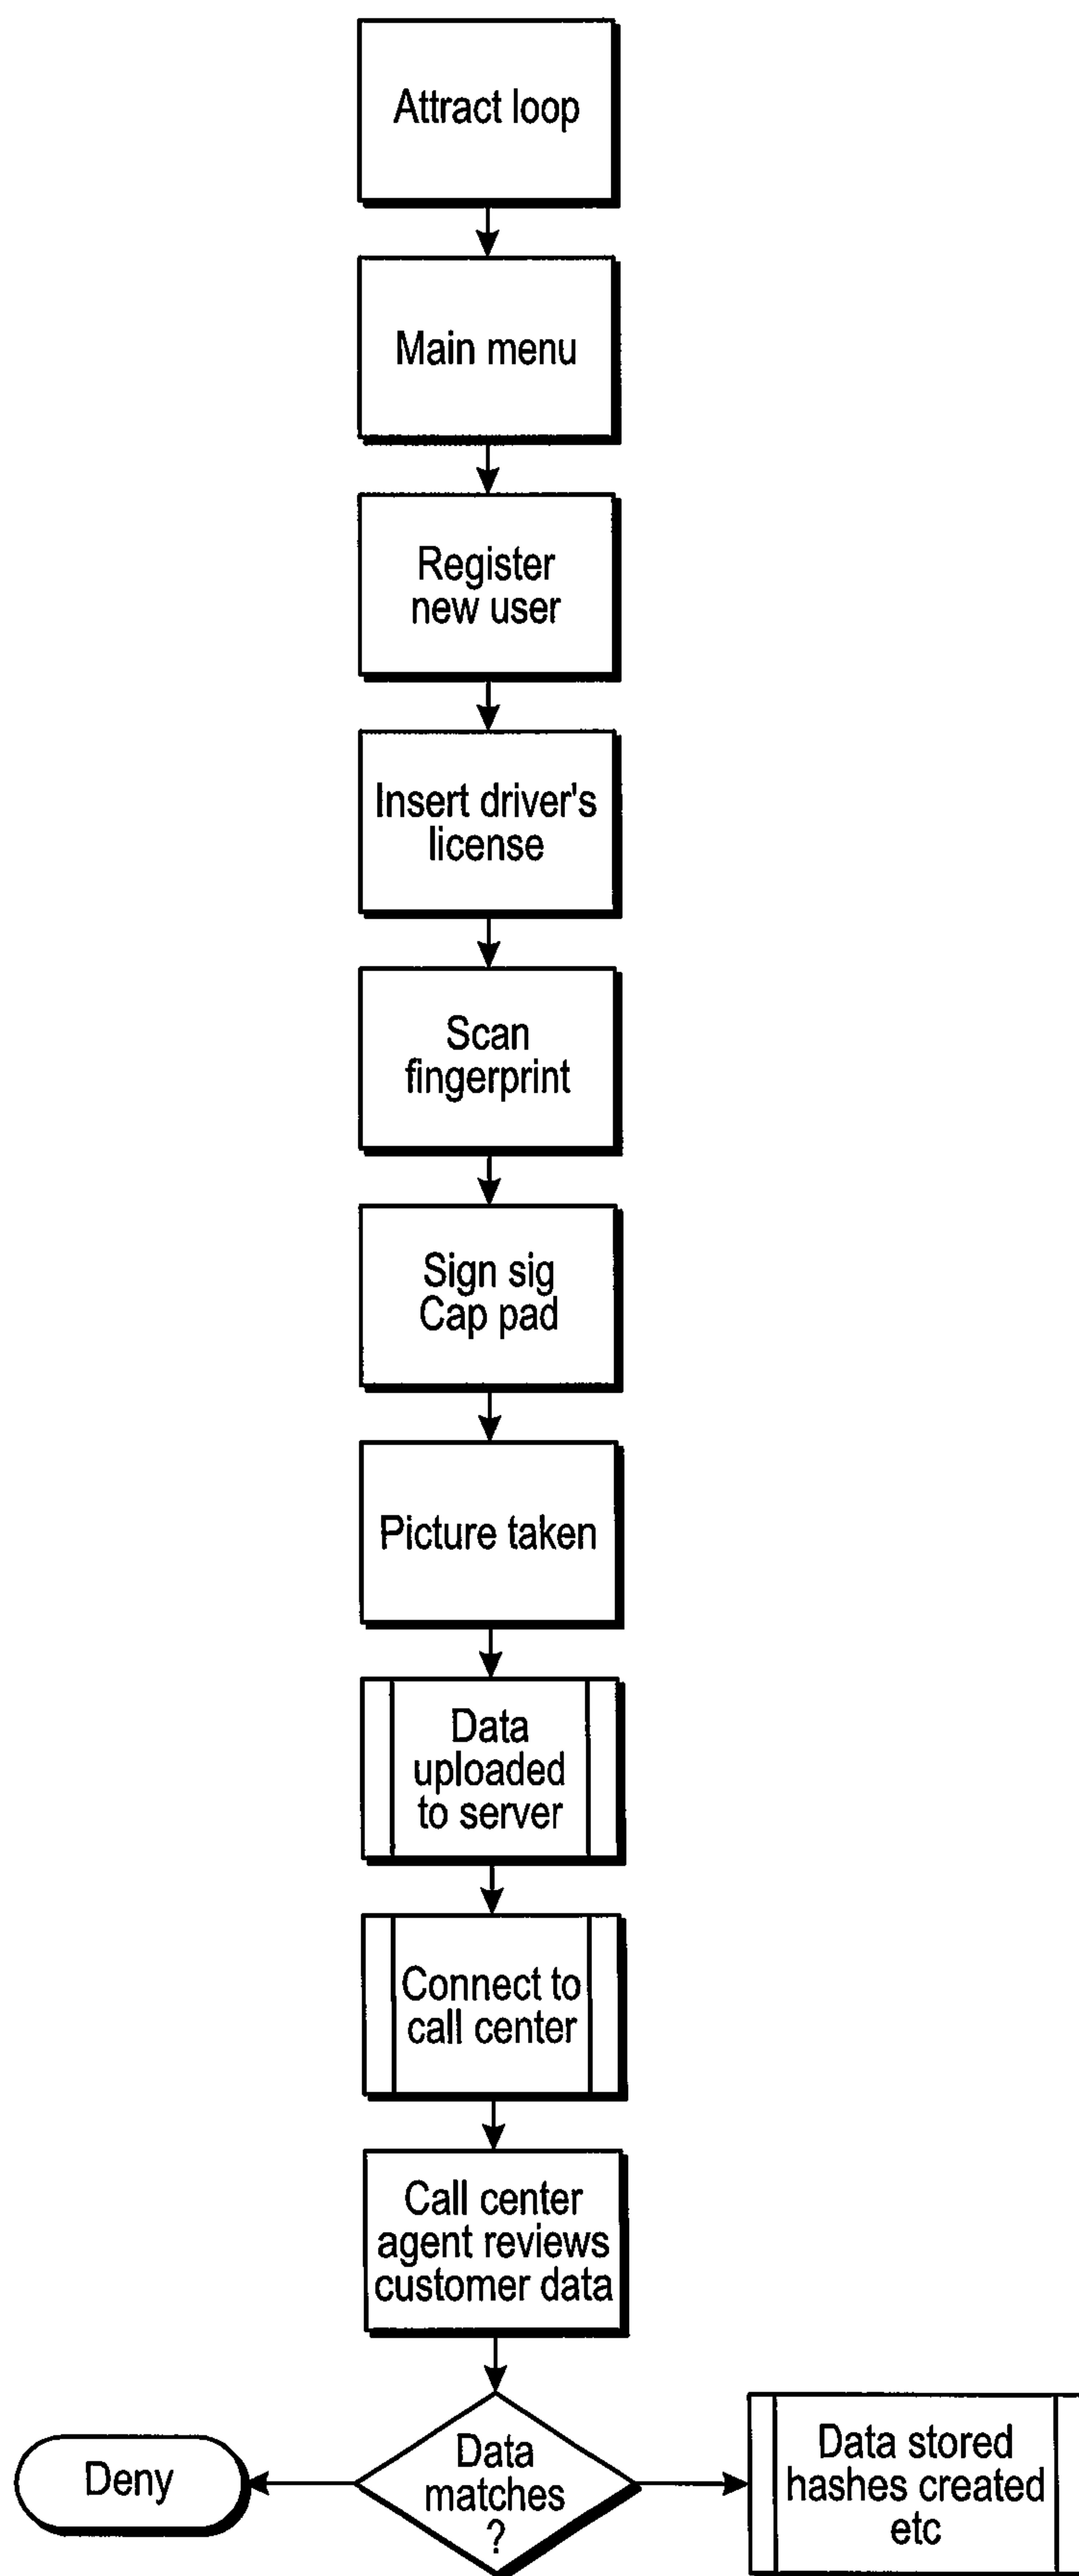 Attract loop
Main menu
Register
new user
Insert driver's
license
Scan
fingerprint
Sign sig
Cap pad
Picture taken
Data
uploaded
to server
Connect to
call center
Call center
agent reviews
customer data
Deny
Data
matches
?
Data stored
hashes created
etc